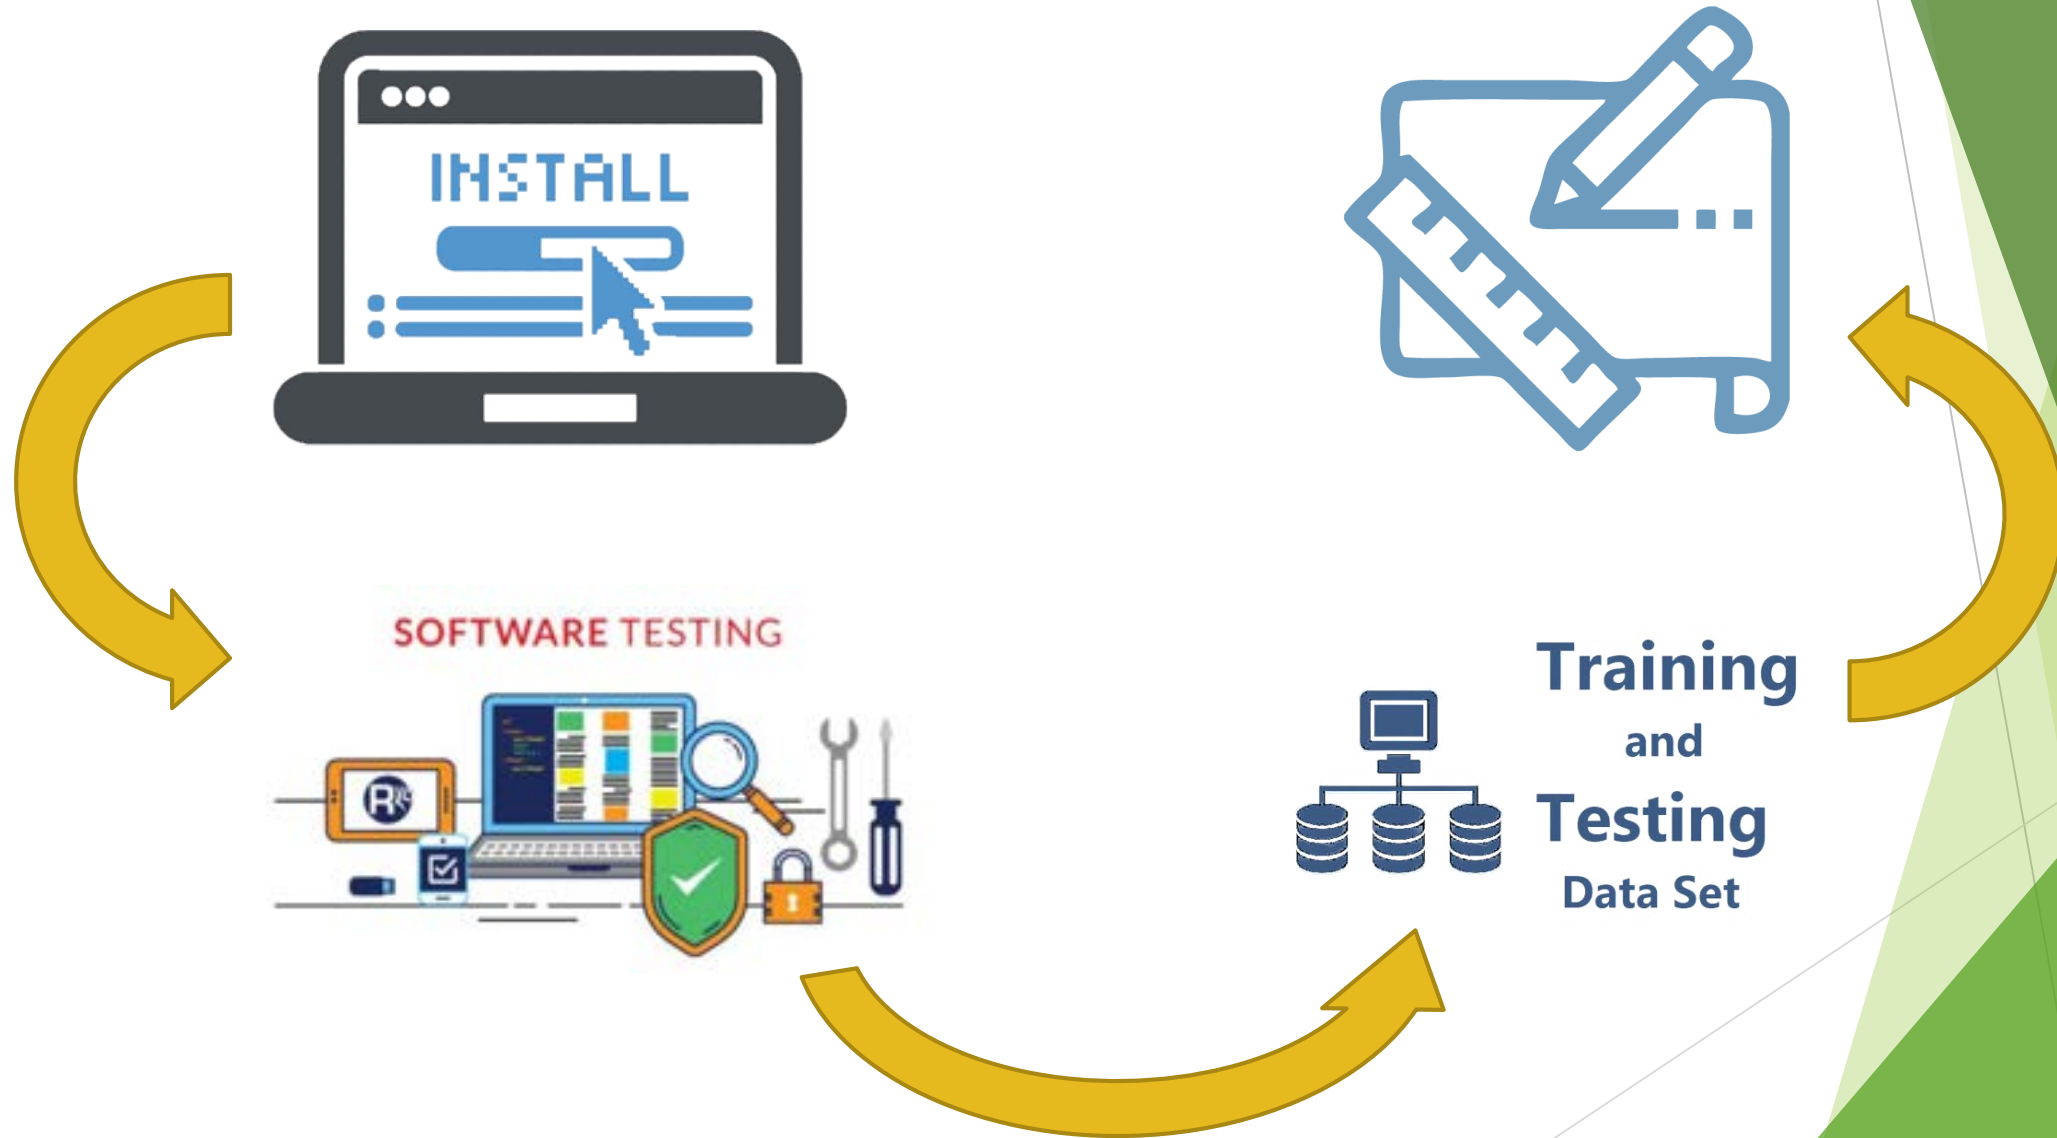 INSTALL
SOFTWARE TESTING
R
Training
and
Testing
Data Set